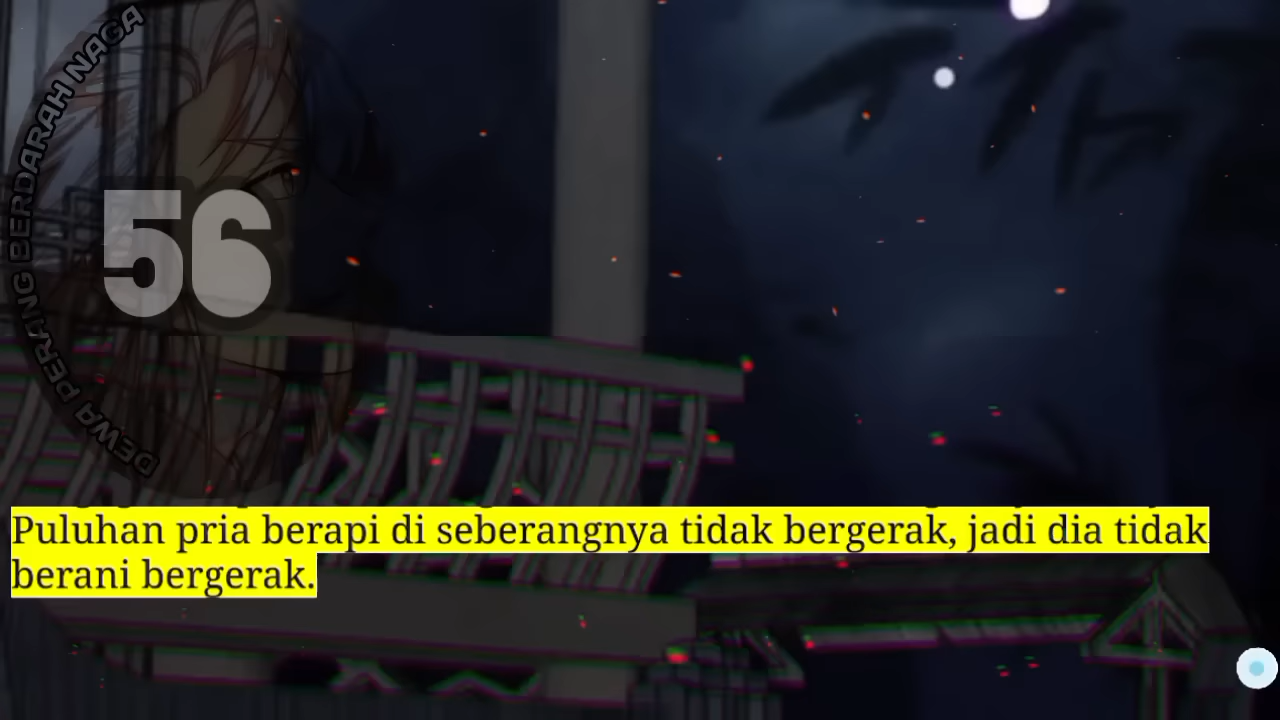 DEWA PERANG BERDARAH NAGA
56
Puluhan pria berapi di seberangnya tidak bergerak, jadi dia tidak
berani bergerak.